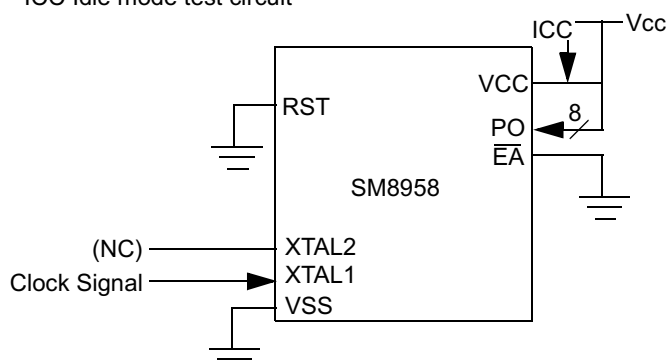 ICC Idle mode test circuit
Vcc
ICC
VCC
RST
8
PO
EA
SM8958
(NC)
XTAL2
Clock Signal
XTAL1
VSS